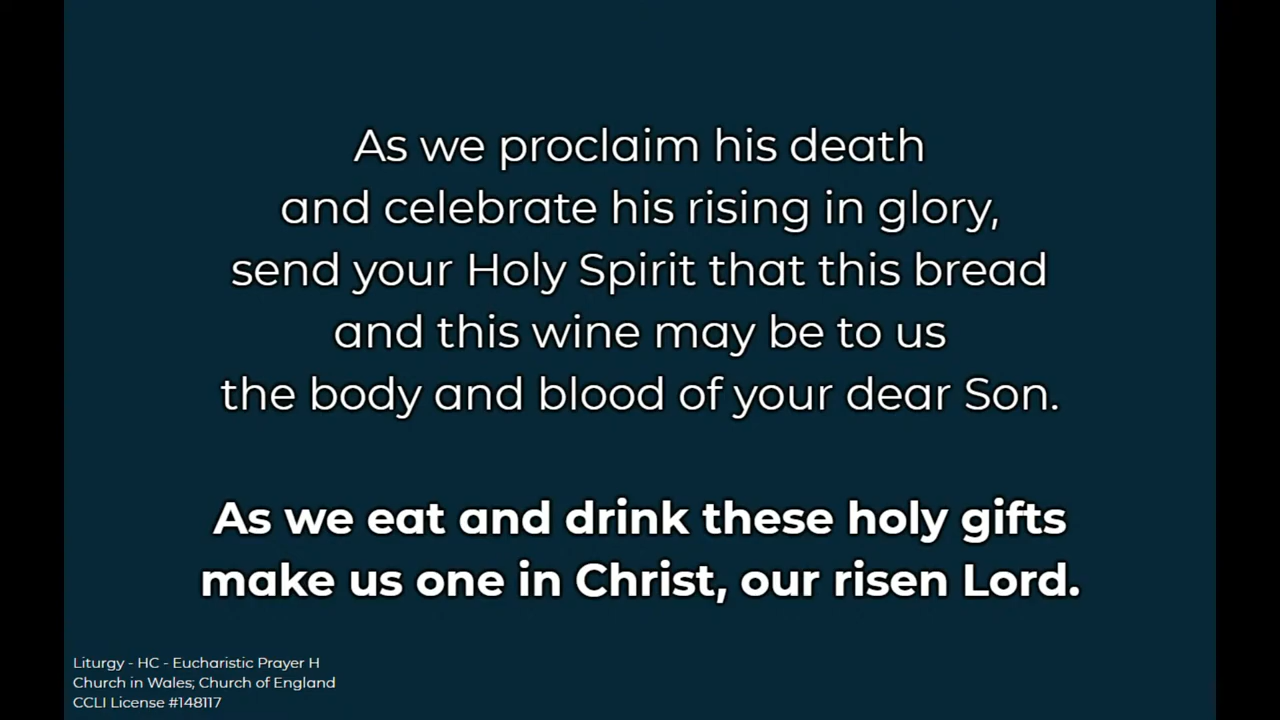 As we proclaim his death
and celebrate his rising in glory,
send your Holy Spirit that this bread
and this wine may be to us
the body and blood of your dear Son.
As we eat and drink these holy gifts
make us one in Christ, our risen Lord.
Liturgy - HC - Eucharistic Prayer H
Church in Wales; Church of England
CCLI License #148117